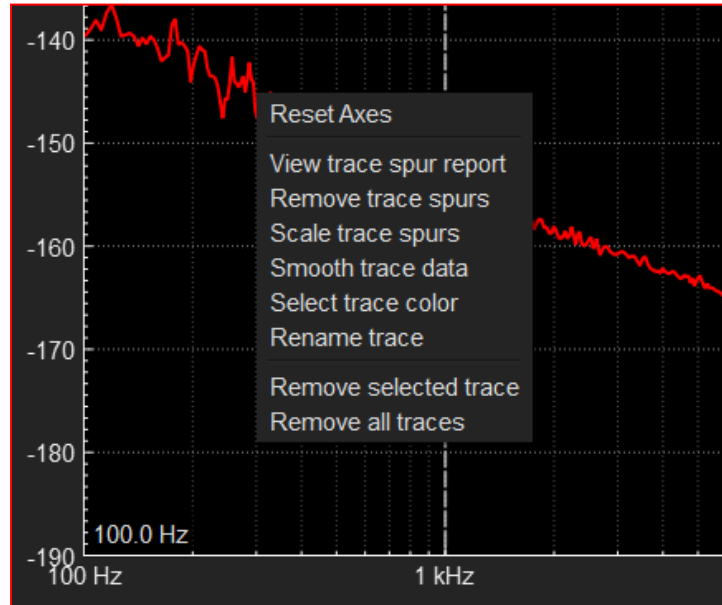 -140
-150
-160
-170
-180
-190
Reset Axes
View trace spur report
Remove trace spurs
Scale trace spurs
Smooth trace data
Select trace color
Rename trace
Remove selected trace
Remove all traces
100.0 Hz
100 Hz
1 kHz